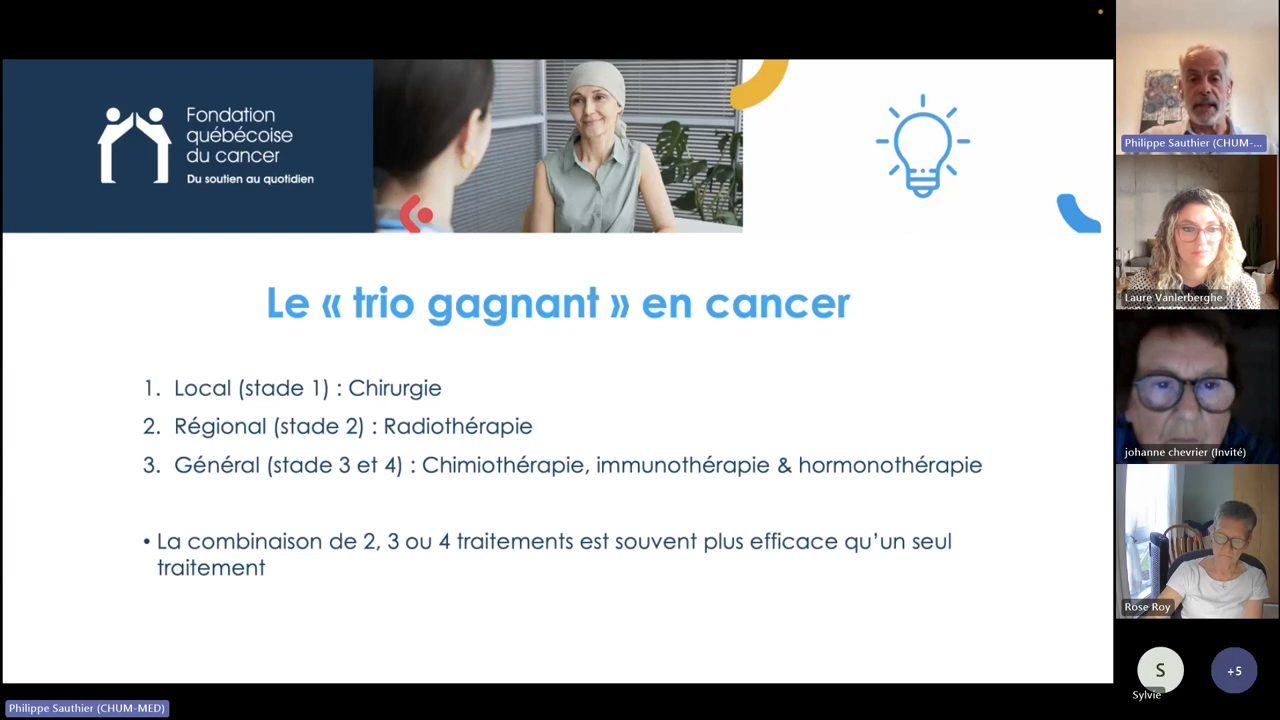 Fondation
québécoise
du cancer
Du soutien au quotidien
Le « trio gagnant » en cancer
1. Local (stade 1) : Chirurgie
2. Régional (stade 2) : Radiothérapie
3. Général (stade 3 et 4) : Chimiothérapie, immunothérapie & hormonothérapie
• La combinaison de 2, 3 ou 4 traitements est souvent plus efficace qu’un seul
traitement
Philippe Sauthier (CHUM-...
Laure Vanlerberghe
johanne chevrier (Invité)
Rose Roy
S
Sylvie
+5
Philippe Sauthier (CHUM-MED)